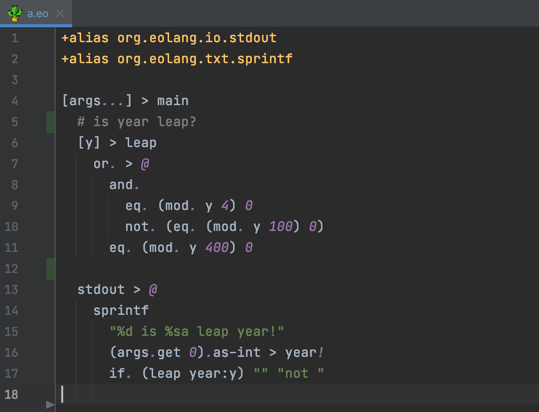 a.eo
1 +alias org.eolang.io.stdout
2 +alias org.eolang.txt.sprintf
3
4 [args...] > main
5   # is year leap?
6   [y] > leap
7     or. > @
8       and.
9         eq. (mod. y 4) 0
10         not. (eq. (mod. y 100) 0)
11       eq. (mod. y 400) 0
12
13   stdout > @
14     sprintf
15       "%d is %sa leap year!"
16       (args.get 0).as-int > year!
17       if. (leap year:y) "" "not "
18